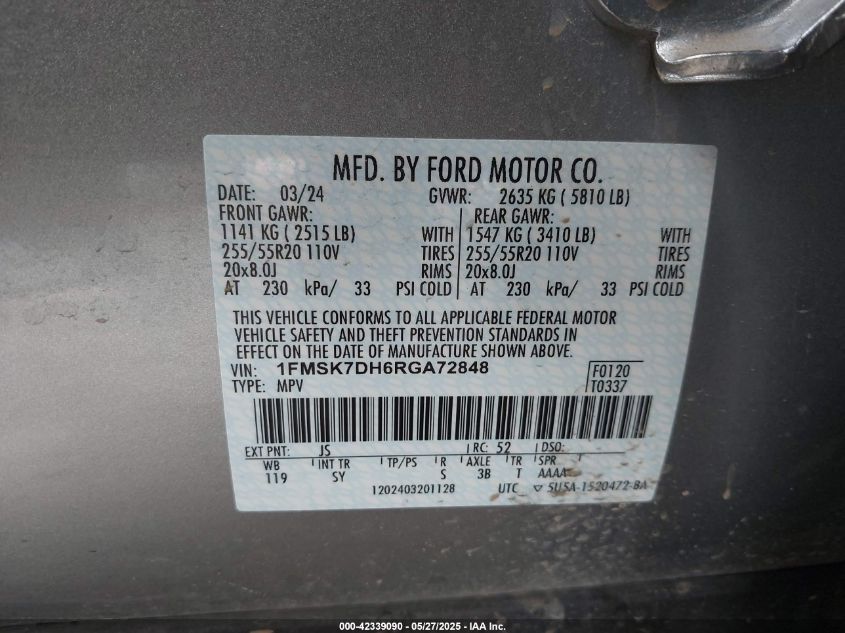 MFD. BY FORD MOTOR CO.
DATE: 03/24 GVWR: 2635 KG ( 5810 LB)
FRONT GAWR: REAR GAWR:
1141 KG ( 2515 LB) WITH 1547 KG ( 3410 LB) WITH
255/55R20 110V TIRES 255/55R20 110V TIRES
20x8.0J RIMS 20x8.0J RIMS
AT 230 kPa/ 33 PSI COLD AT 230 kPa/ 33 PSI COLD
THIS VEHICLE CONFORMS TO ALL APPLICABLE FEDERAL MOTOR
VEHICLE SAFETY AND THEFT PREVENTION STANDARDS IN
EFFECT ON THE DATE OF MANUFACTURE SHOWN ABOVE.
VIN: 1FMSK7DH6RGA72848 F0120
TYPE: MPV T0337
EXT PNT: JS RC: 52 DSO:
WB INT TR TP/PS R AXLE TR SPR
119 SY S 3B T AAAA
1202403201128 UTC ▽ 5U5A-1520472-BA
000-42339090 - 05/27/2025 - IAA Inc.